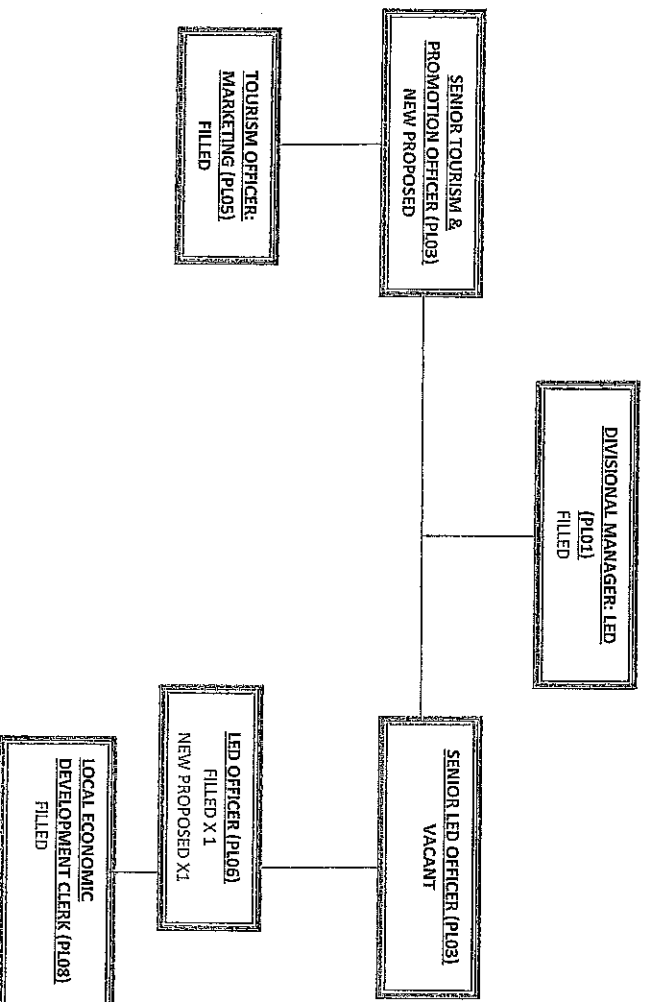 DIVISIONAL MANAGER: LED
(PL01)
FILLED
SENIOR TOURISM &
PROMOTION OFFICER (PL03)
NEW PROPOSED
SENIOR LED OFFICER (PL03)
VACANT
TOURISM OFFICER:
MARKETING (PL05)
FILLED
LED OFFICER (PL06)
FILLED X 1
NEW PROPOSED X1
LOCAL ECONOMIC
DEVELOPMENT CLERK (PL08)
FILLED